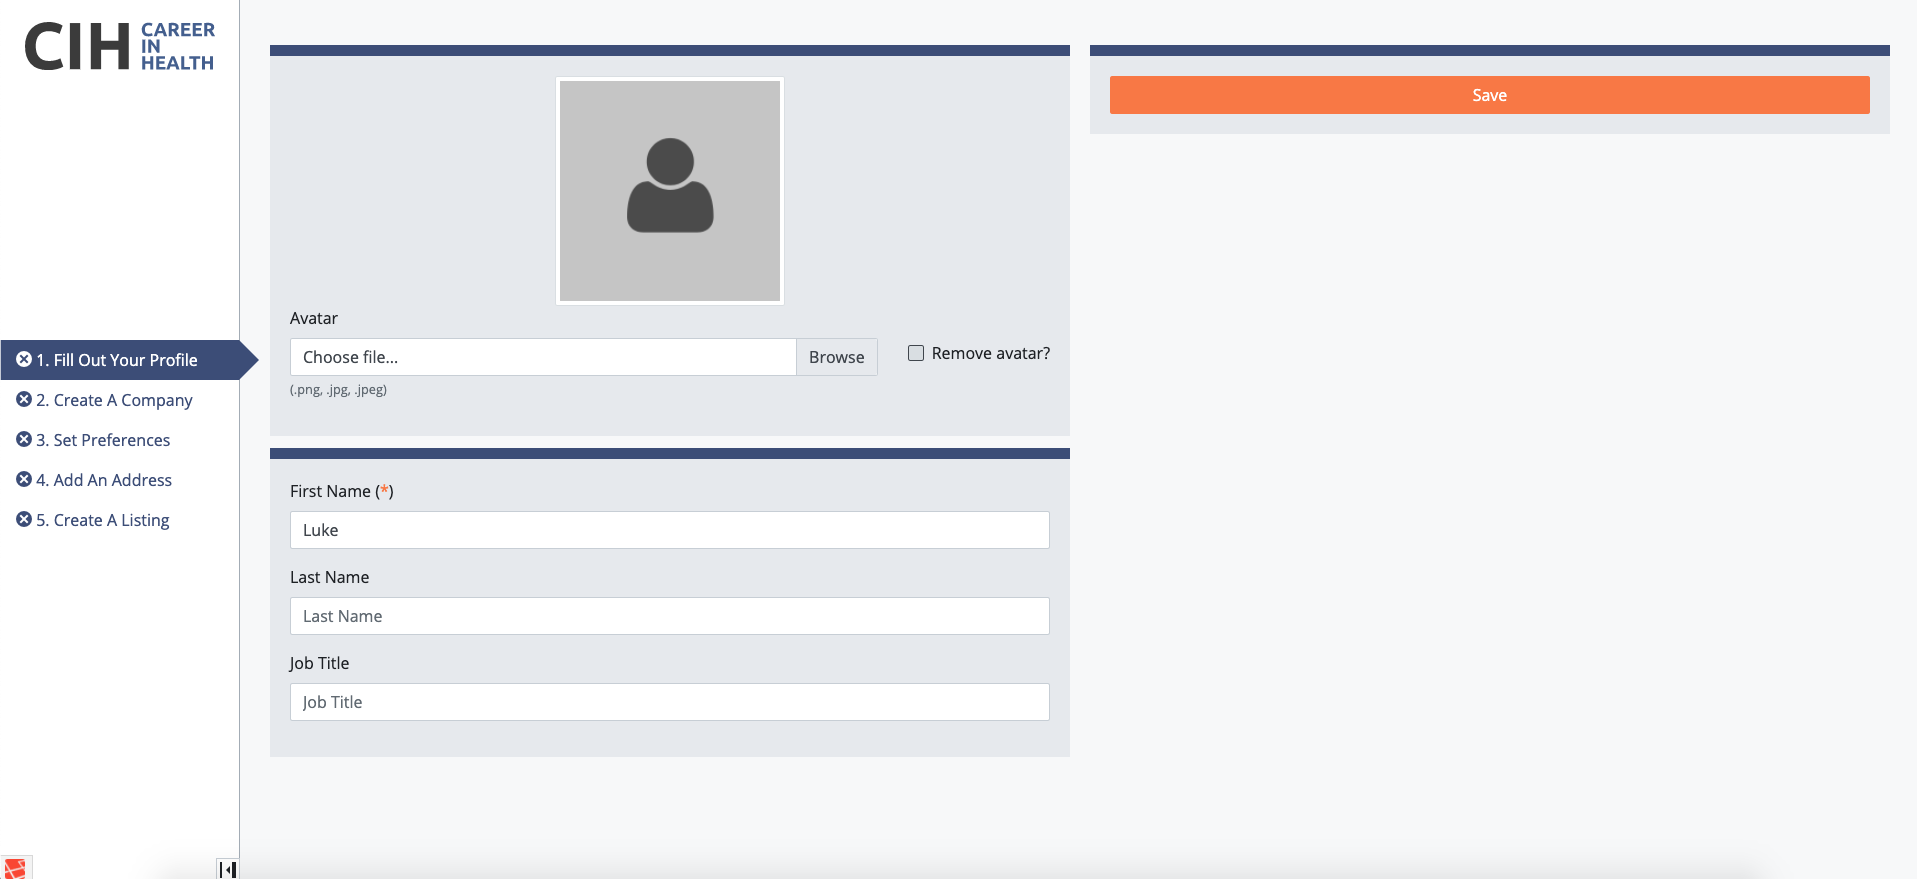 CIH CAREER
IN
HEALTH
1. Fill Out Your Profile
2. Create A Company
3. Set Preferences
4. Add An Address
5. Create A Listing
Avatar
Choose file... Browse
Remove avatar?
(.png, .jpg, .jpeg)
First Name (*)
Luke
Last Name
Last Name
Job Title
Job Title
Save